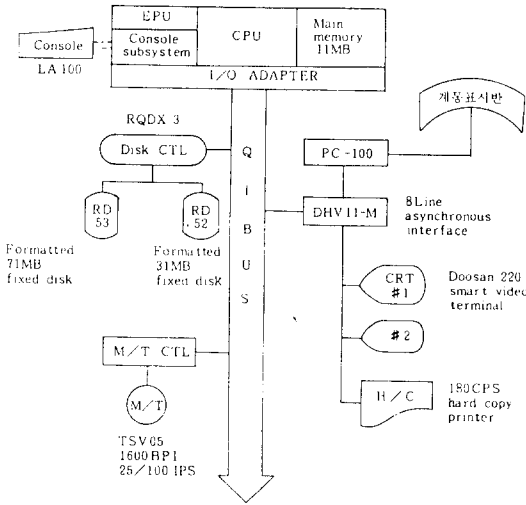 EPU
Console
subsystem
CPU
Main
memory
11MB
I/O ADAPTER
Console
LA100
계통표시반
RQDX 3
Disk CTL
RD
53
RD
52
Formatted
71MB
fixed disk
Formatted
31MB
fixed disk
Q
I
B
U
S
PC-100
DHV11-M
8Line
asynchronous
interface
CRT
#1
Doosan 220
smart video
terminal
#2
H/C
180CPS
hard copy
printer
M/T CTL
M/T
TSV05
1600BPI
25/100 IPS